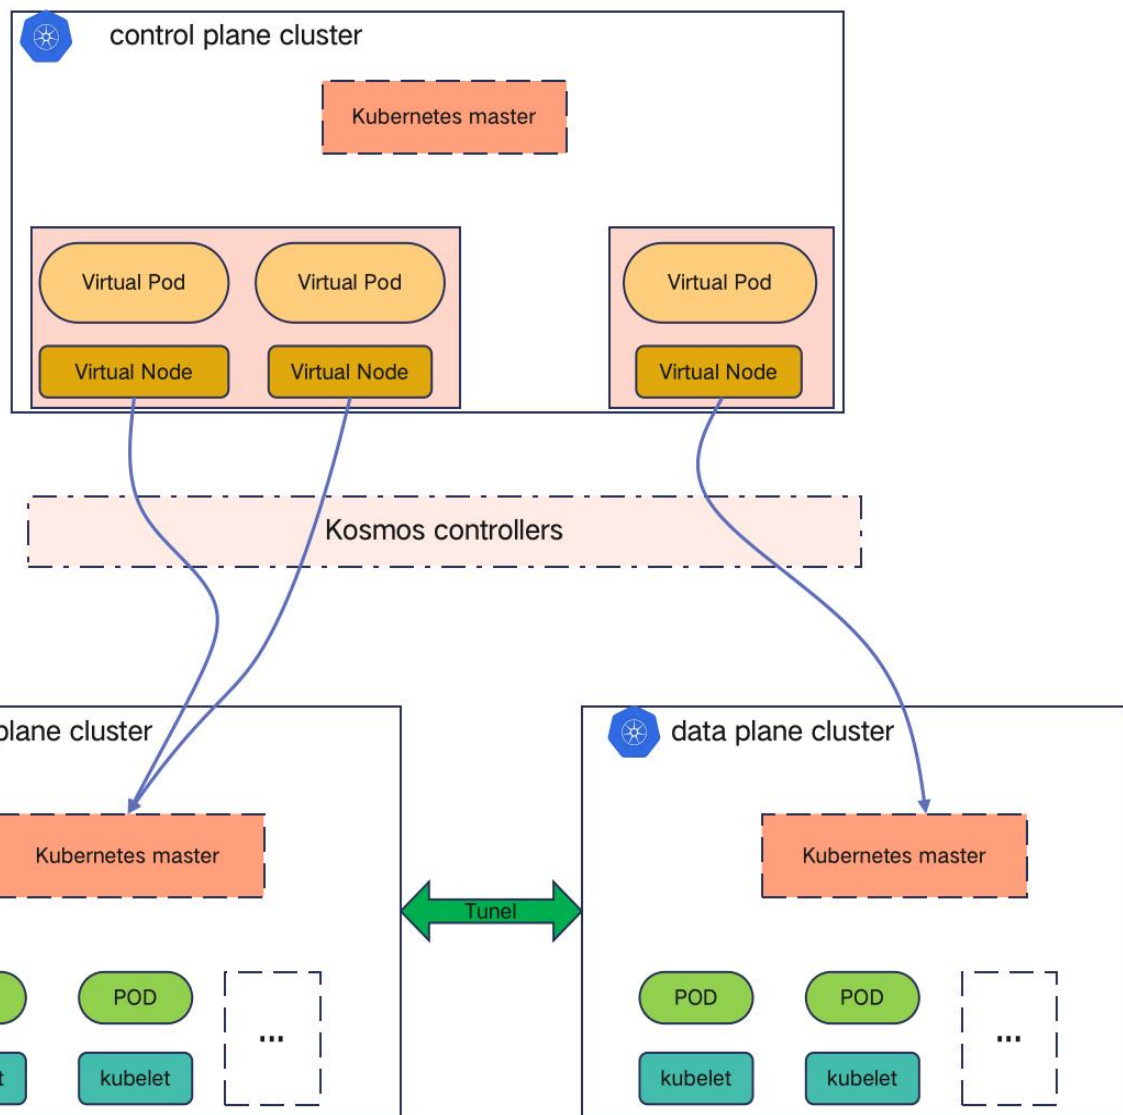 control plane cluster
Kubernetes master
Virtual Pod
Virtual Pod
Virtual Pod
Virtual Node
Virtual Node
Virtual Node
Kosmos controllers
plane cluster
data plane cluster
Kubernetes master
Kubernetes master
Tunel
POD
...
POD
POD
...
t
kubelet
kubelet
kubelet